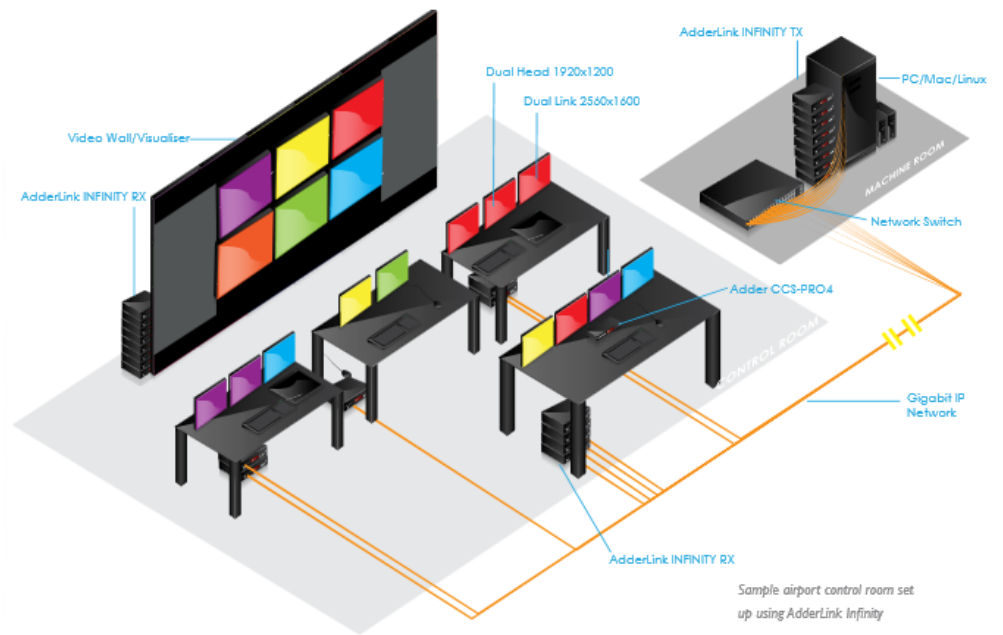 AdderLink INFINITY TX
Dual Head 1920x1200
PC/Mac/Linux
Dual Link 2560x1600
Video Wall/Visualiser
MACHINE ROOM
AdderLink INFINITY RX
Network Switch
Adder CCS-PRO4
CONTROL ROOM
Gigabit IP
Network
AdderLink INFINITY RX
Sample airport control room set
up using AdderLink Infinity